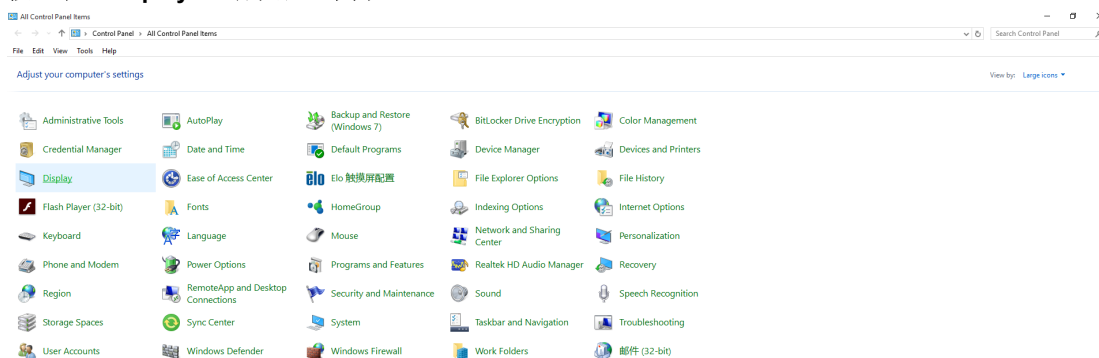 All Control Panel Items
Control Panel › All Control Panel Items
Search Control Panel
File Edit View Tools Help
Adjust your computer's settings
View by: Large icons
Administrative Tools
AutoPlay
Backup and Restore
(Windows 7)
BitLocker Drive Encryption
Color Management
Credential Manager
Date and Time
Default Programs
Device Manager
Devices and Printers
Display
Ease of Access Center
elo Elo 触摸屏配置
File Explorer Options
File History
Flash Player (32-bit)
Fonts
HomeGroup
Indexing Options
Internet Options
Keyboard
Language
Mouse
Network and Sharing
Center
Personalization
Phone and Modem
Power Options
Programs and Features
Realtek HD Audio Manager
Recovery
Region
RemoteApp and Desktop
Connections
Security and Maintenance
Sound
Speech Recognition
Storage Spaces
Sync Center
System
Taskbar and Navigation
Troubleshooting
User Accounts
Windows Defender
Windows Firewall
Work Folders
邮件 (32-bit)